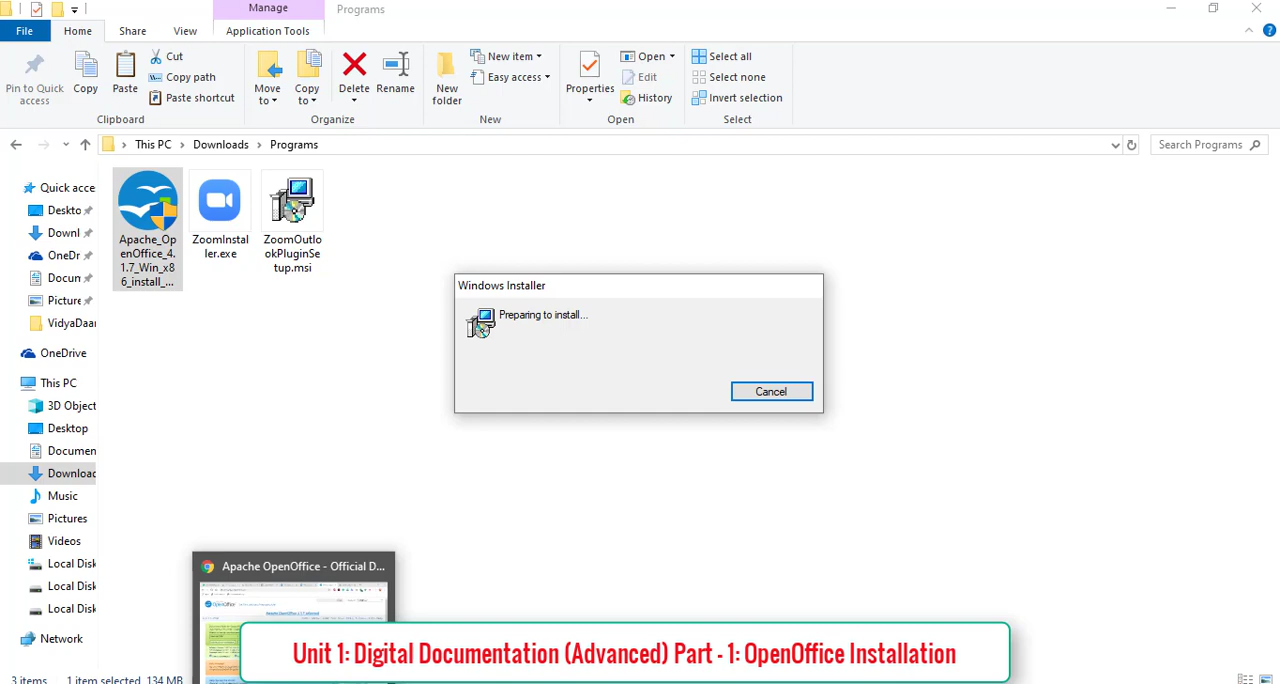 Manage
Programs
File
Home
Share
View
Application Tools
Pin to Quick
access
Copy
Paste
Cut
Copy path
Paste shortcut
Clipboard
Move
to
Copy
to
Delete
Rename
Organize
New
folder
New item
Easy access
New
Properties
Open
Edit
History
Open
Select all
Select none
Invert selection
Select
This PC > Downloads > Programs
Search Programs
Quick acce
Deskto
Downl
OneDr
Docum
Picture
VidyaDaa
OneDrive
This PC
3D Object
Desktop
Documen
Downloac
Music
Pictures
Videos
Local Disk
Local Disk
Local Disk
Network
Apache_Op
enOffice_4.
1.7_Win_x8
6_install_...
ZoomInstal
ler.exe
ZoomOutlo
okPluginSe
tup.msi
Windows Installer
Preparing to install...
Cancel
Apache OpenOffice - Official D...
Unit 1: Digital Documentation (Advanced) Part - 1: OpenOffice Installation
3 items
1 item selected, 134 MB